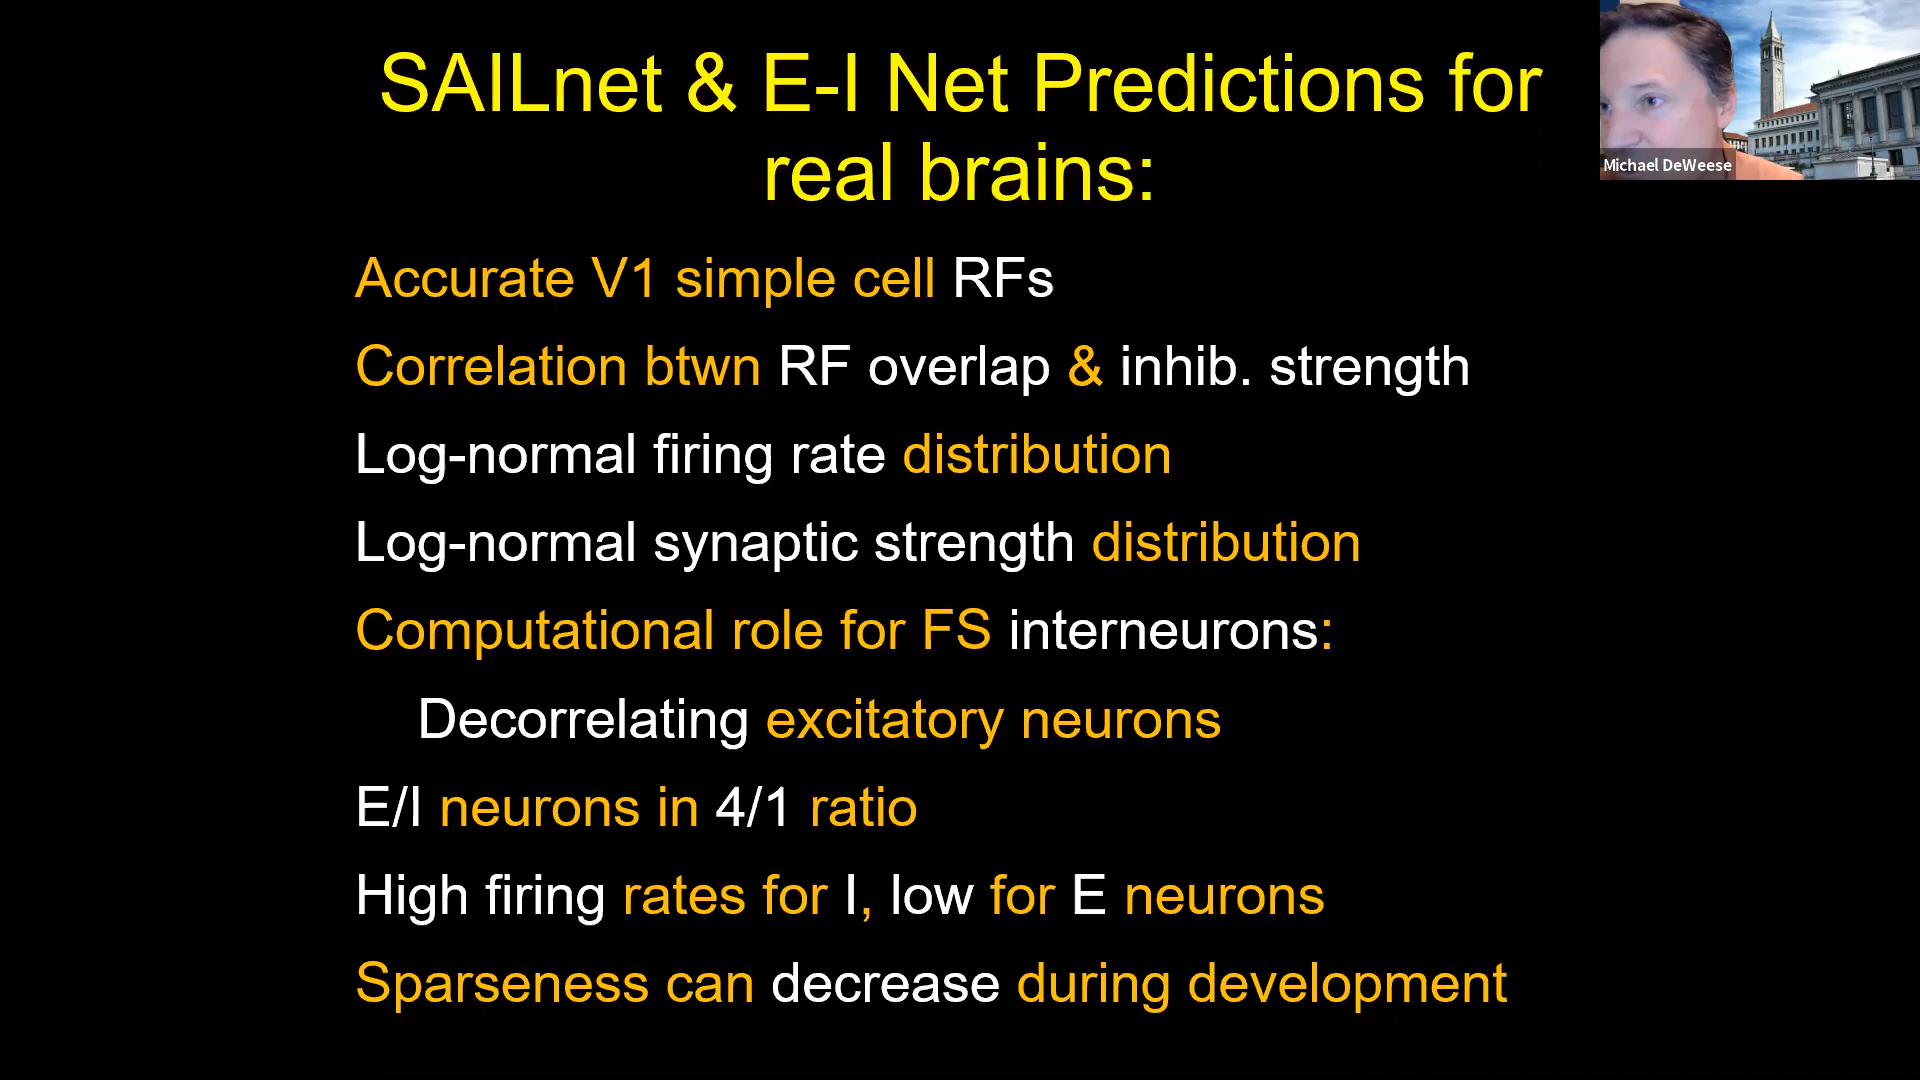 SAILnet & E-I Net Predictions for
real brains:
Michael DeWeese
Accurate V1 simple cell RFs
Correlation btwn RF overlap & inhib. strength
Log-normal firing rate distribution
Log-normal synaptic strength distribution
Computational role for FS interneurons:
Decorrelating excitatory neurons
E/I neurons in 4/1 ratio
High firing rates for I, low for E neurons
Sparseness can decrease during development